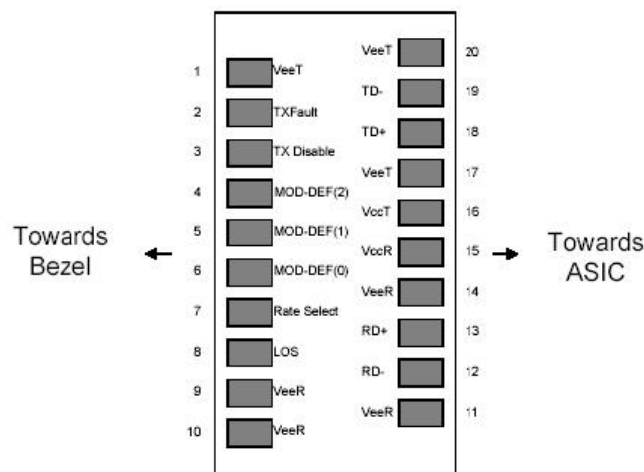 VeeT 20
1 VeeT
TD- 19
2 TXFault
TD+ 18
3 TX Disable
VeeT 17
4 MOD-DEF(2)
VccT 16
5 MOD-DEF(1)
Towards
Bezel
VccR 15
Towards
ASIC
6 MOD-DEF(0)
VeeR 14
7 Rate Select
RD+ 13
8 LOS
RD- 12
9 VeeR
VeeR 11
10 VeeR